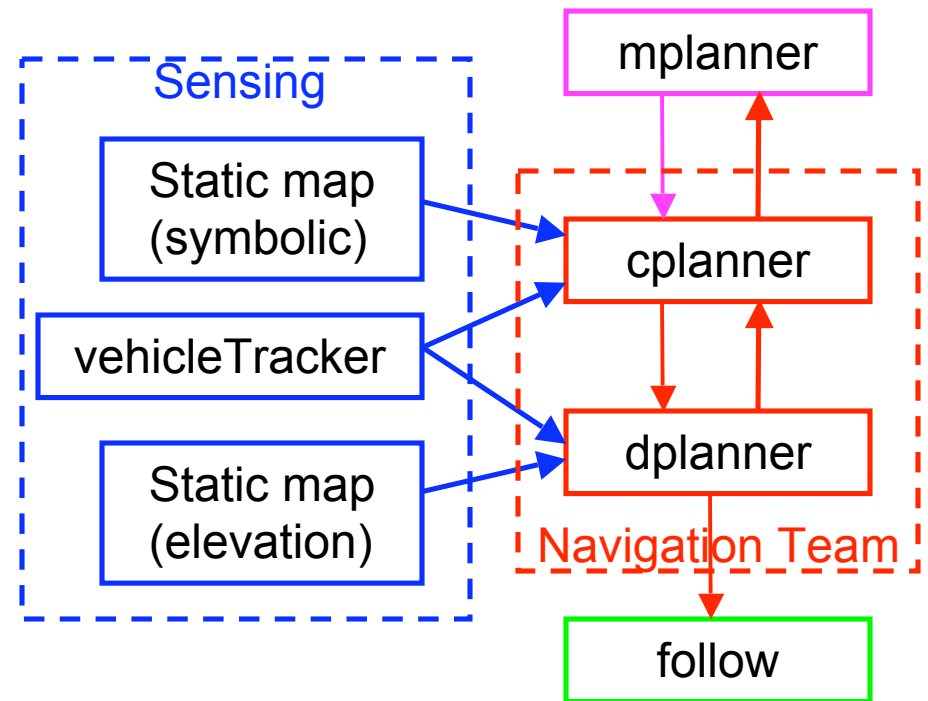 Sensing
Static map
(symbolic)
vehicleTracker
Static map
(elevation)
mplanner
cplanner
dplanner
Navigation Team
follow